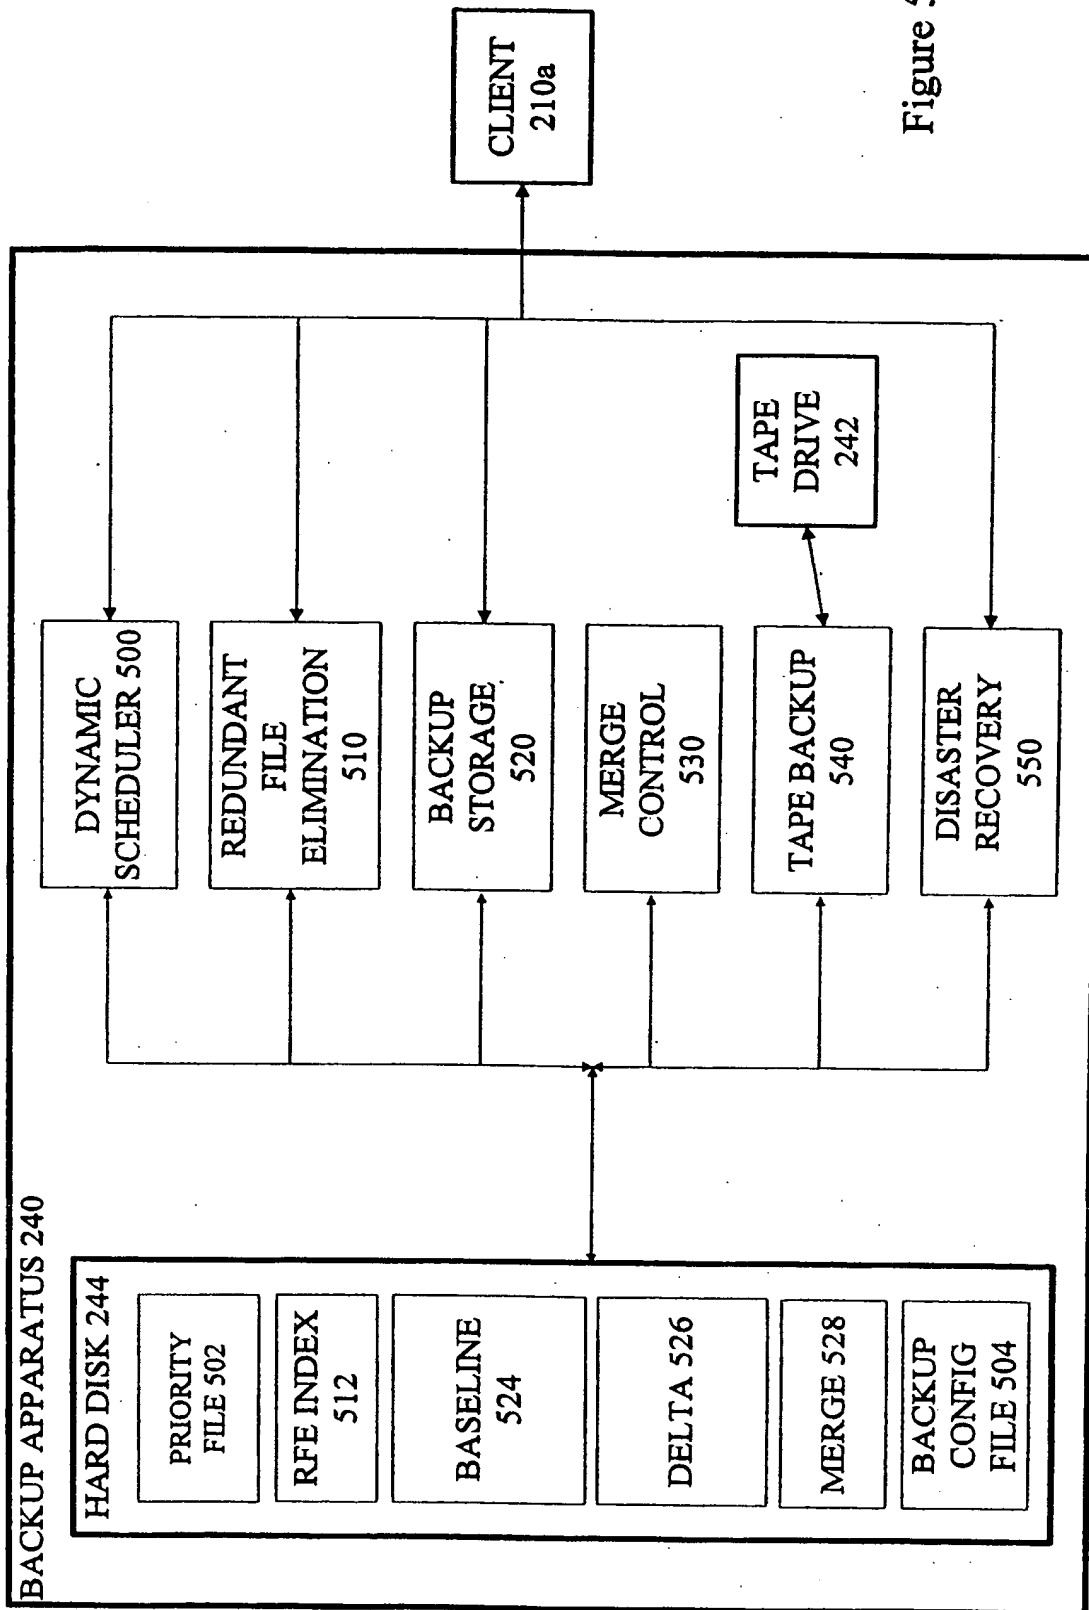 BACKUP APPARATUS 240
HARD DISK 244
PRIORITY
FILE 502
RFE INDEX
512
BASELINE
524
DELTA 526
MERGE 528
BACKUP
CONFIG
FILE 504
DYNAMIC
SCHEDULER 500
REDUNDANT
FILE
ELIMINATION
510
BACKUP
STORAGE
520
MERGE
CONTROL
530
TAPE BACKUP
540
DISASTER
RECOVERY
550
TAPE
DRIVE
242
CLIENT
210a
Figure 5